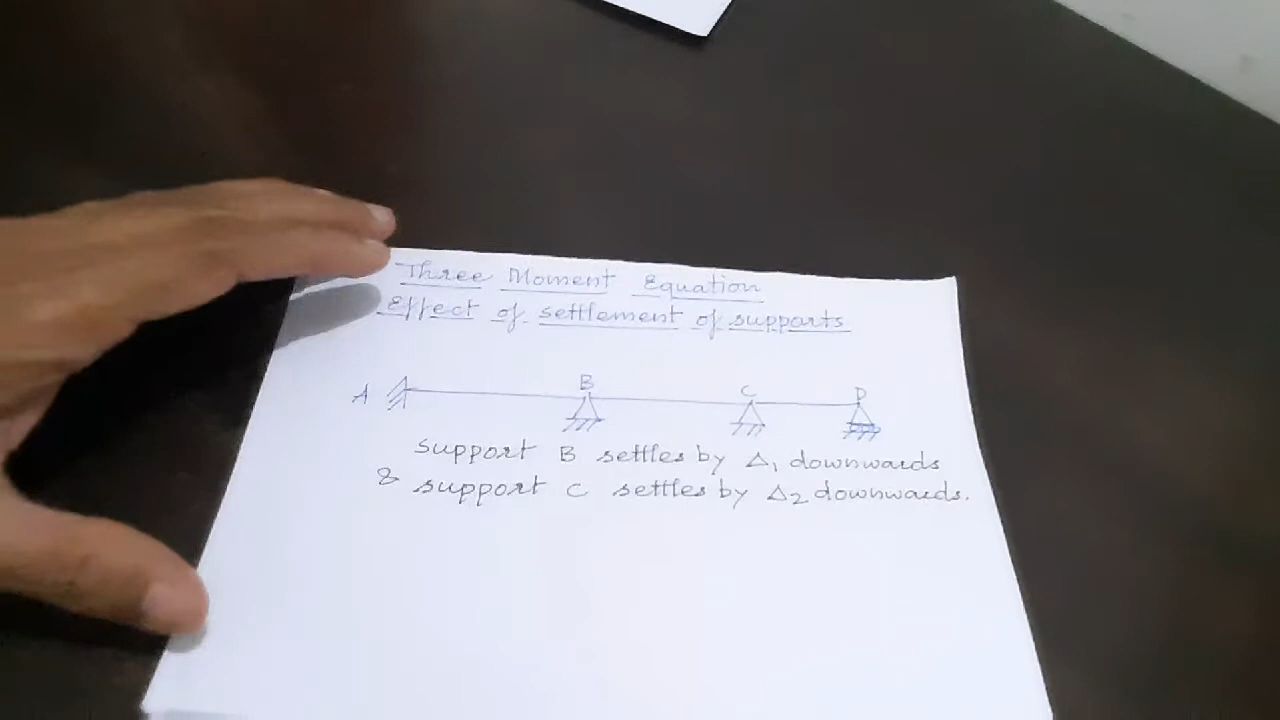 Three Moment Equation
Effect of settlement of supports
A B C D
support B settles by Δ₁ downwards
& support C settles by Δ₂ downwards.